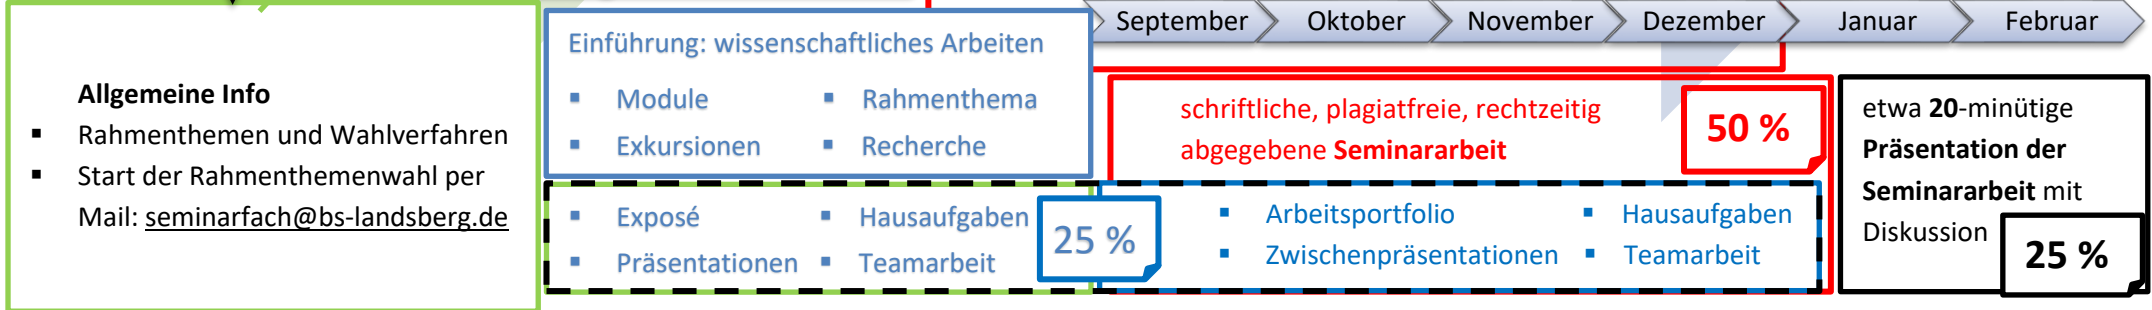 September Oktober November Dezember Januar Februar
Allgemeine Info
▪ Rahmenthemen und Wahlverfahren
▪ Start der Rahmenthemenwahl per
Mail: seminarfach@bs-landsberg.de
Einführung: wissenschaftliches Arbeiten
▪ Module ▪ Rahmenthema
▪ Exkursionen ▪ Recherche
▪ Exposé ▪ Hausaufgaben
▪ Präsentationen ▪ Teamarbeit
25 %
schriftliche, plagiatfreie, rechtzeitig
abgegebene Seminararbeit
50 %
▪ Arbeitsportfolio ▪ Hausaufgaben
▪ Zwischenpräsentationen ▪ Teamarbeit
etwa 20-minütige
Präsentation der
Seminararbeit mit
Diskussion
25 %